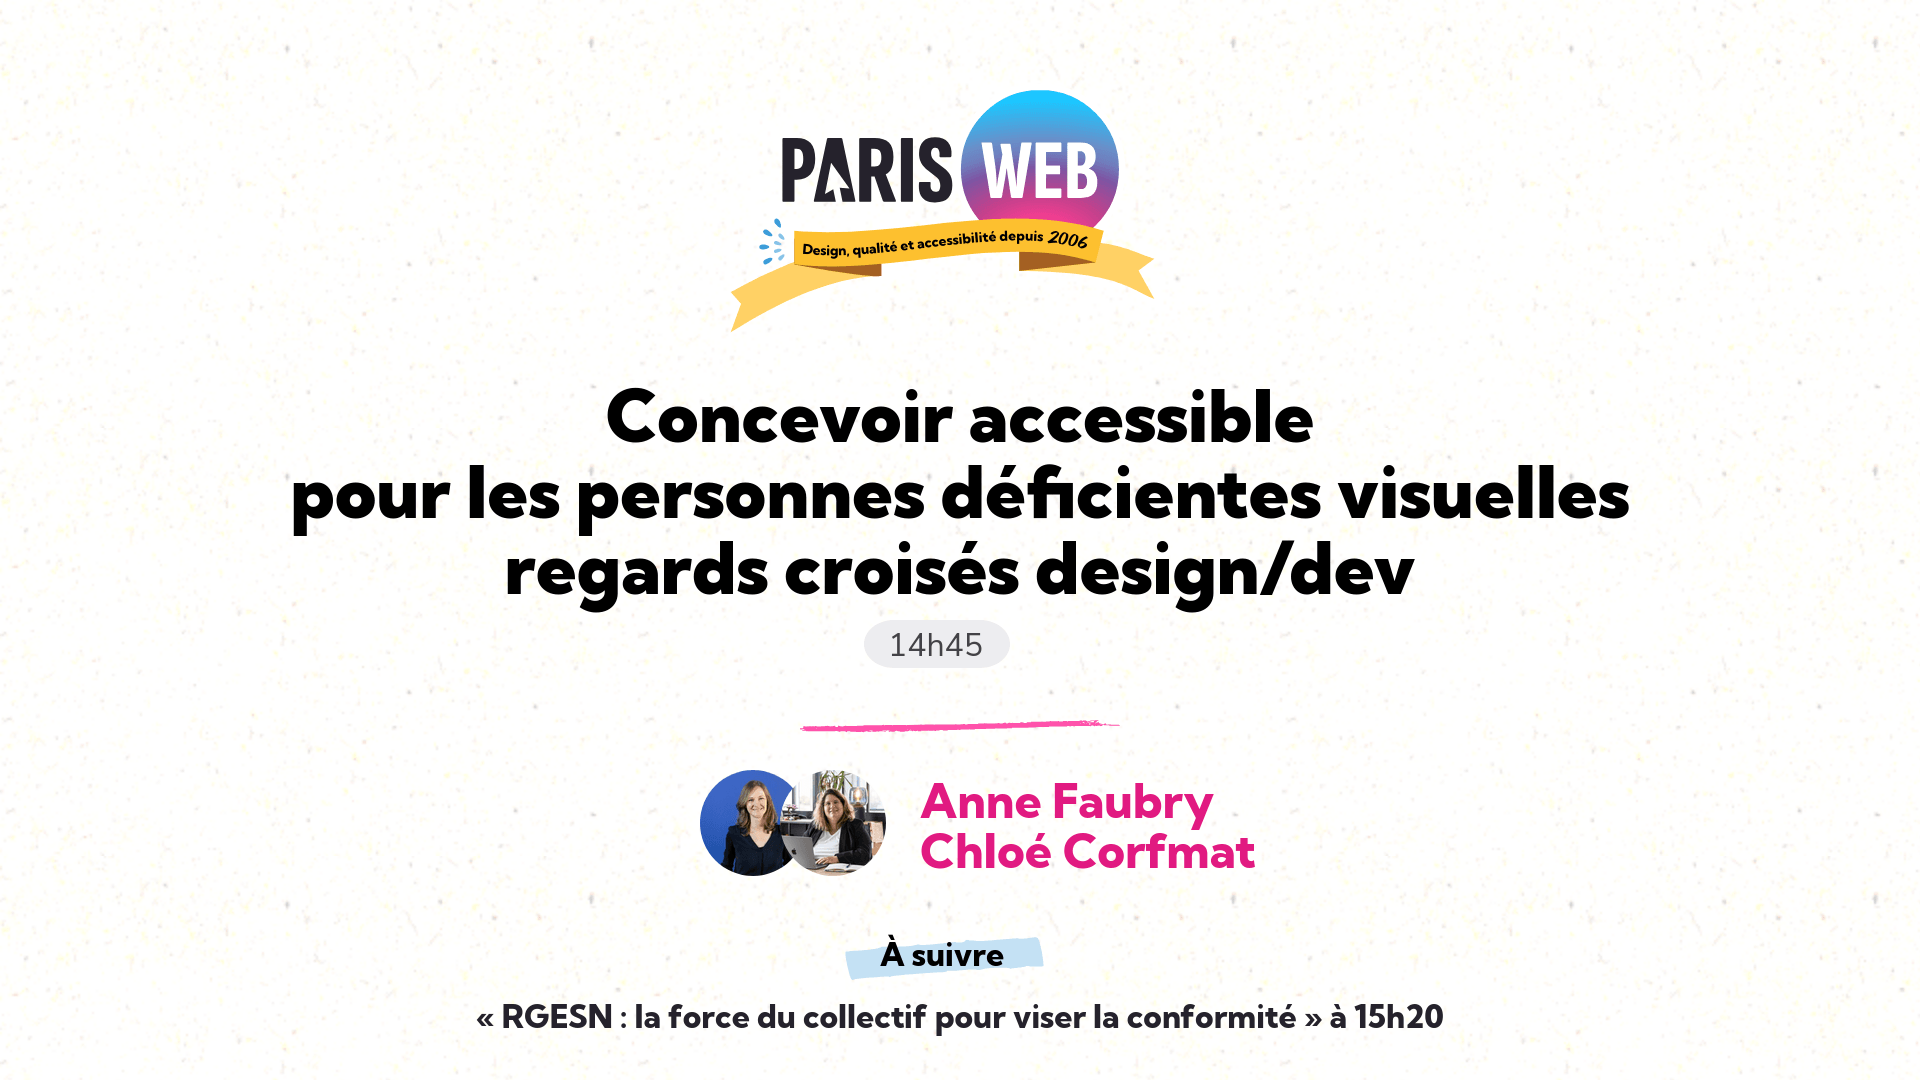 PARIS WEB
Design, qualité et accessibilité depuis 2006
Concevoir accessible
pour les personnes déficientes visuelles
regards croisés design/dev
14h45
Anne Faubry
Chloé Corfmat
À suivre
« RGESN : la force du collectif pour viser la conformité » à 15h20